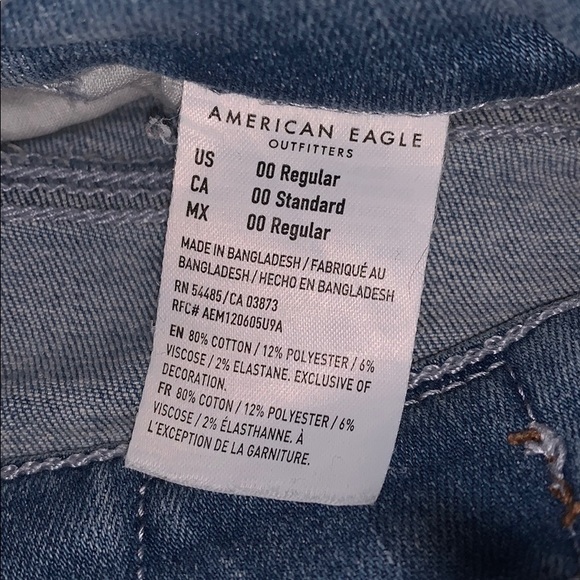 AMERICAN EAGLE
OUTFITTERS
US 00 Regular
CA 00 Standard
MX 00 Regular
MADE IN BANGLADESH / FABRIQUÉ AU
BANGLADESH / HECHO EN BANGLADESH
RN 54485/CA 03873
RFC# AEM120605U9A
EN 80% COTTON / 12% POLYESTER / 6%
VISCOSE / 2% ELASTANE. EXCLUSIVE OF
DECORATION.
FR 80% COTON / 12% POLYESTER / 6%
VISCOSE / 2% ÉLASTHANNE. À
L'EXCEPTION DE LA GARNITURE.